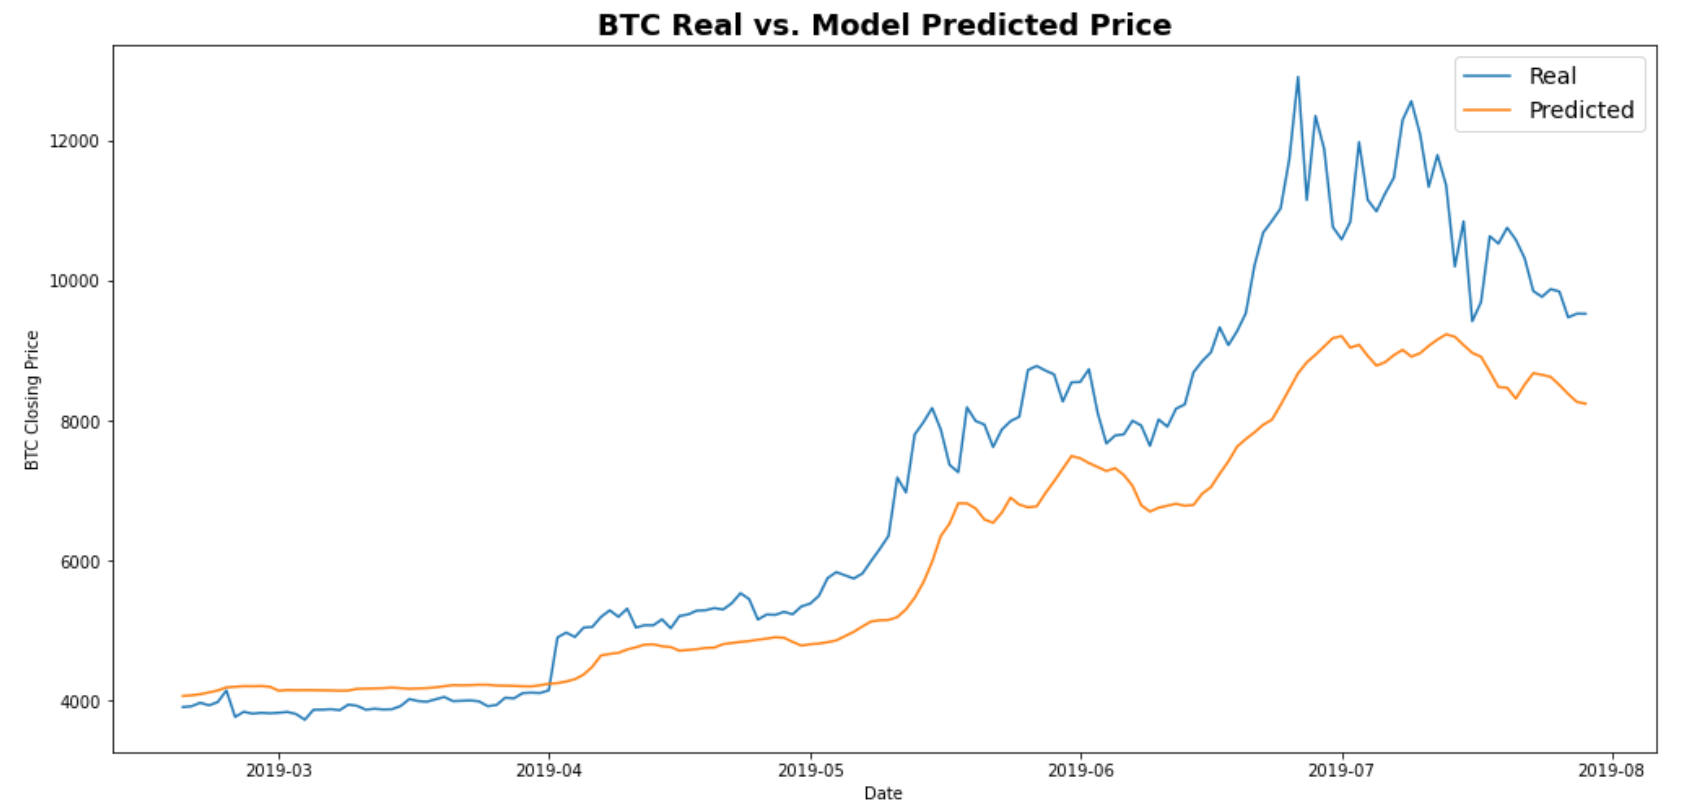 BTC Real vs. Model Predicted Price
Real
Predicted
12000
10000
8000
6000
4000
BTC Closing Price
2019-03 2019-04 2019-05 2019-06 2019-07 2019-08
Date